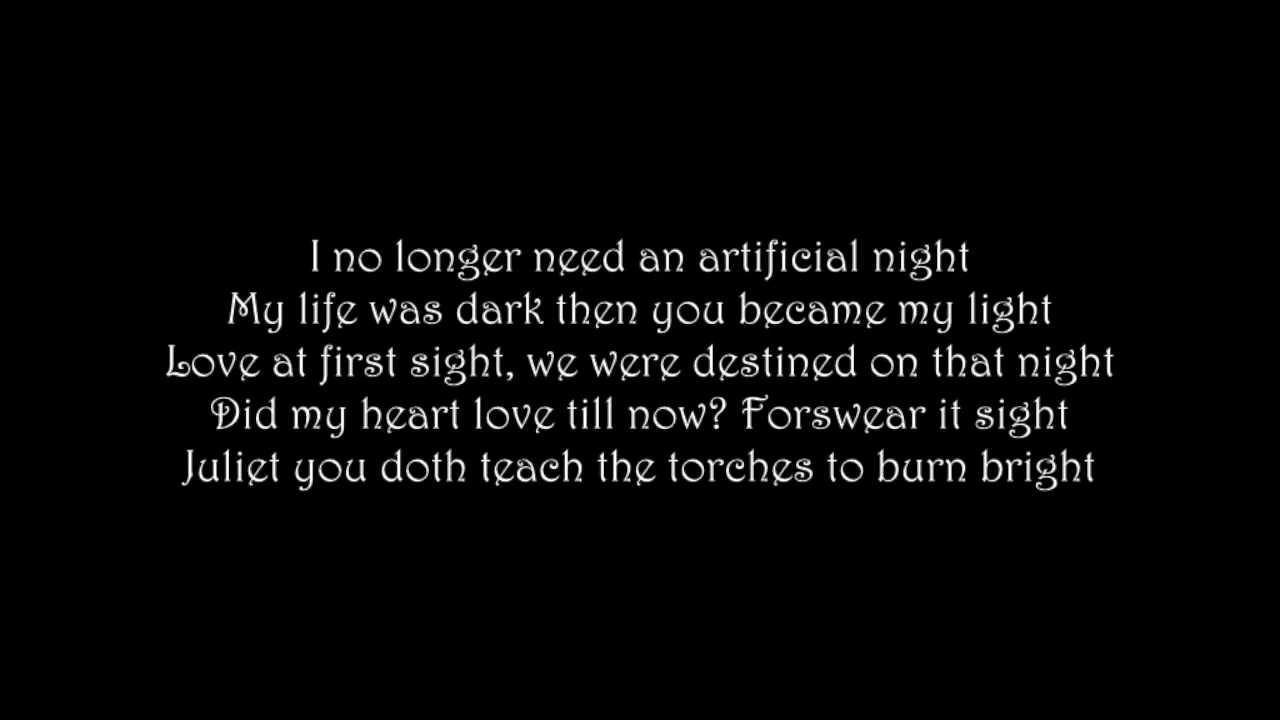 I no longer need an artificial night
My life was dark then you became my light
Love at first sight, we were destined on that night
Did my heart love till now? Forswear it sight
Juliet you doth teach the torches to burn bright